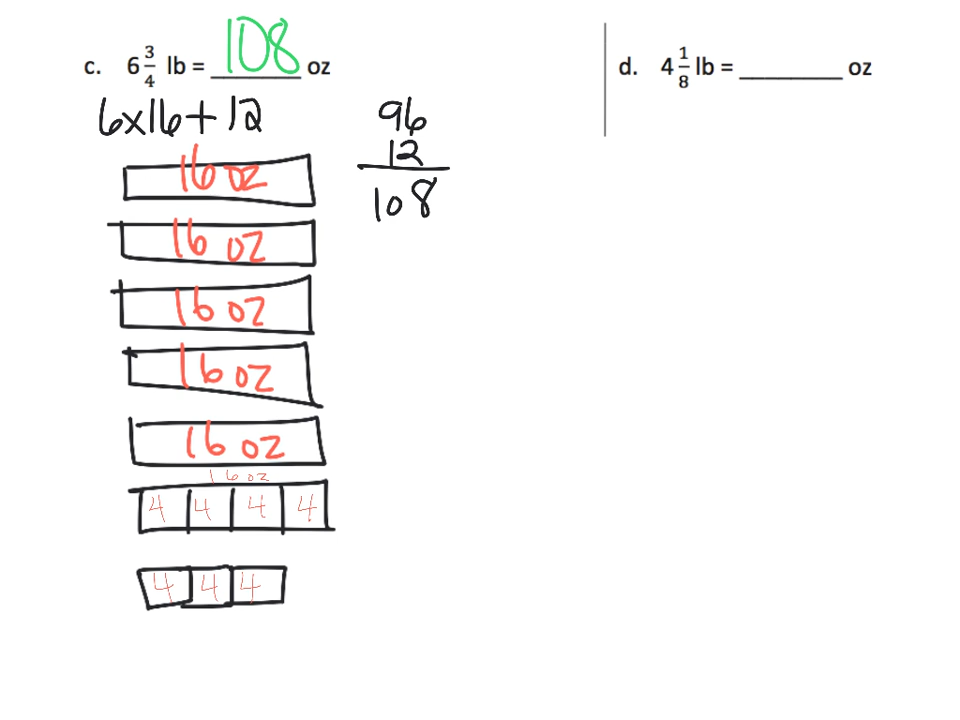 c. 6 3/4 lb = 108 oz
6x16+12
96
12
108
16 oz
16 oz
16 oz
16 oz
16 oz
16 oz
4 4 4 4
4 4 4
d. 4 1/8 lb = ________ oz